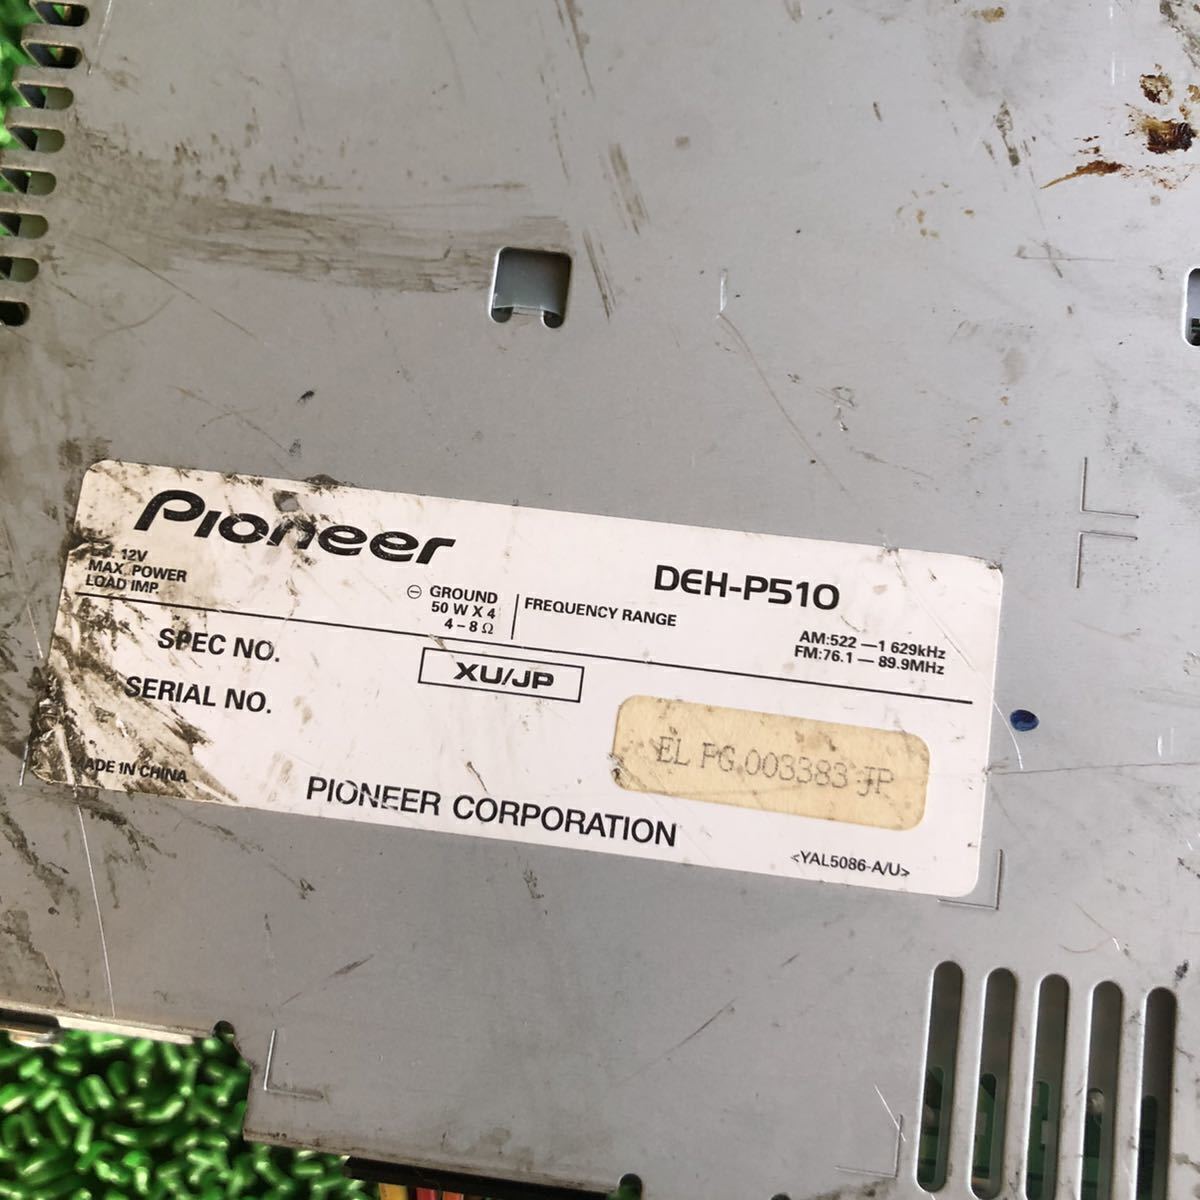 Pioneer
DEH-P510
12V ⊖ GROUND
MAX. POWER 50 W X 4
LOAD IMP. 4–8 Ω
FREQUENCY RANGE AM:522 — 1 629kHz
FM:76.1 — 89.9MHz
SPEC NO. XU/JP
SERIAL NO. EL PG 003383 JP
MADE IN CHINA
PIONEER CORPORATION
<YAL5086-A/U>